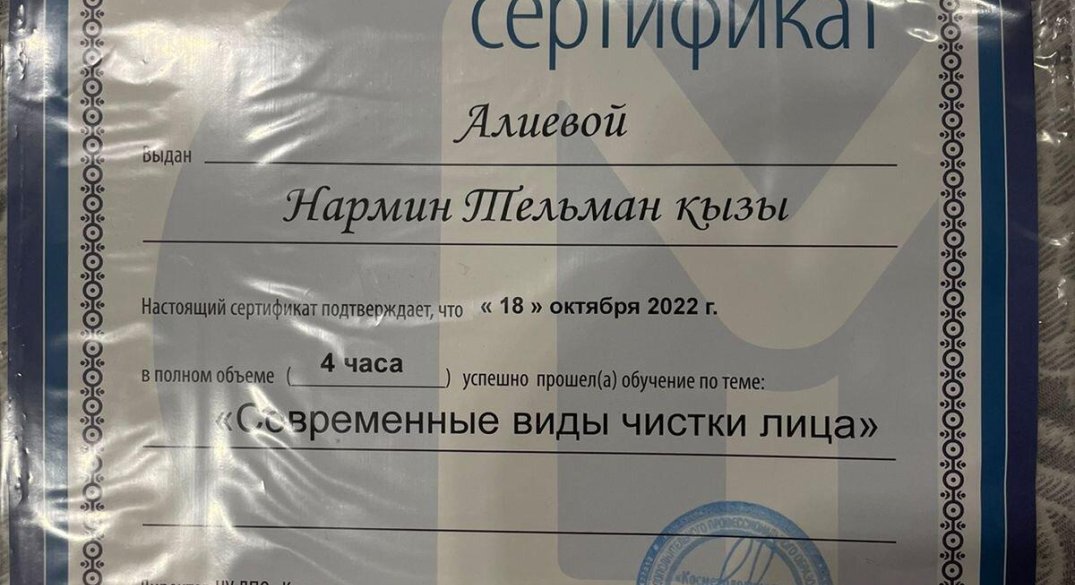 сертификат
Алиевой
Выдан
Нармин Тельман қызы
Настоящий сертификат подтверждает, что « 18 » октября 2022 г.
в полном объеме ( 4 часа ) успешно прошел(а) обучение по теме:
«Современные виды чистки лица»